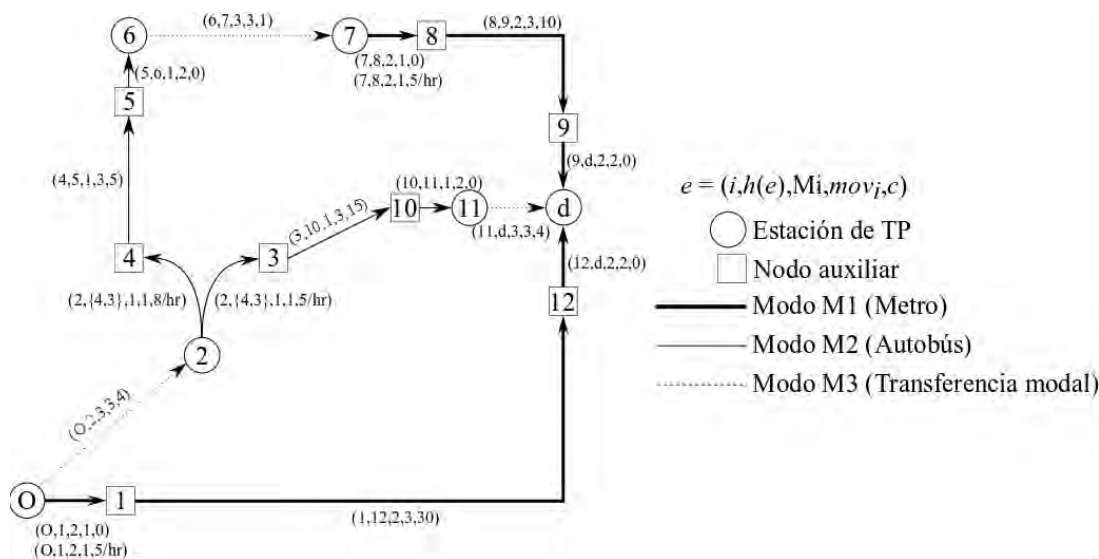 (6,7,3,3,1)
(8,9,2,3,10)
6
7
8
(7,8,2,1,0)
(7,8,2,1,5/hr)
(5,6,1,2,0)
5
9
(4,5,1,3,5)
(9,d,2,2,0)
(10,11,1,2,0)
10
11
d
(3,10,1,3,15)
(11,d,3,3,4)
4
3
(12,d,2,2,0)
(2,{4,3},1,1,8/hr)
(2,{4,3},1,1.5/hr)
12
2
(O,2,3,3,4)
O
1
(1,12,2,3,30)
(O,1,2,1,0)
(O,1,2,1,5/hr)
e = (i,h(e),Mi,movᵢ,c)
Estación de TP
Nodo auxiliar
Modo M1 (Metro)
Modo M2 (Autobús)
Modo M3 (Transferencia modal)